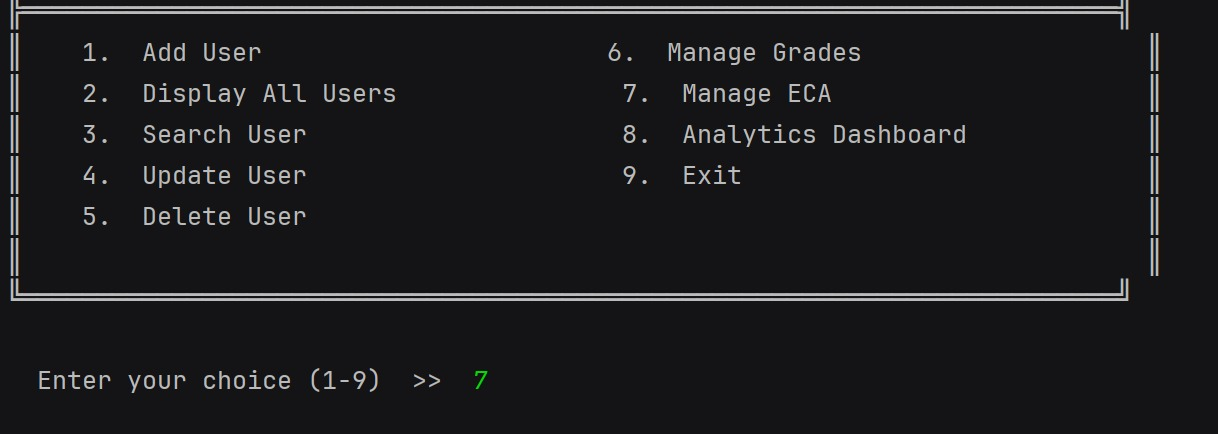 1.  Add User                       6.  Manage Grades
2.  Display All Users               7.  Manage ECA
3.  Search User                     8.  Analytics Dashboard
4.  Update User                     9.  Exit
5.  Delete User
Enter your choice (1-9)  >>  7